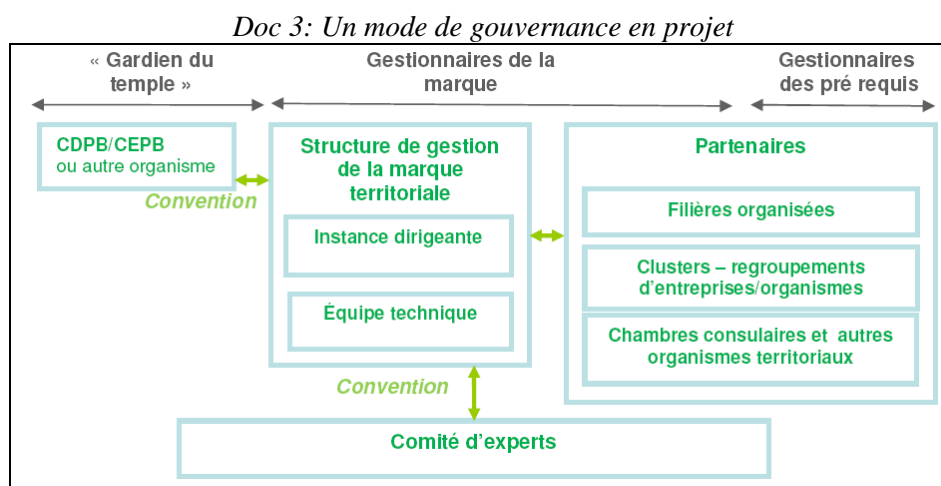 Doc 3: Un mode de gouvernance en projet
« Gardien du
temple »
Gestionnaires de la
marque
Gestionnaires
des pré requis
CDPB/CEPB
ou autre organisme
Convention
Structure de gestion
de la marque
territoriale
Instance dirigeante
Équipe technique
Partenaires
Filières organisées
Clusters – regroupements
d'entreprises/organismes
Chambres consulaires et autres
organismes territoriaux
Convention
Comité d'experts